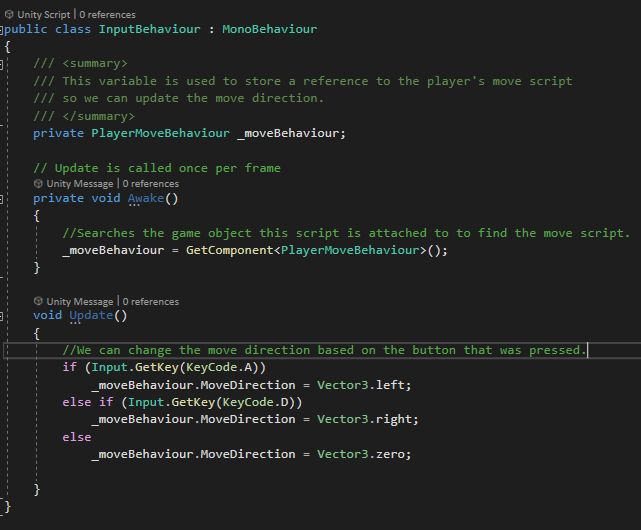 Unity Script | 0 references
public class InputBehaviour : MonoBehaviour
{
/// <summary>
/// This variable is used to store a reference to the player's move script
/// so we can update the move direction.
/// </summary>
private PlayerMoveBehaviour _moveBehaviour;
// Update is called once per frame
Unity Message | 0 references
private void Awake()
{
//Searches the game object this script is attached to to find the move script.
_moveBehaviour = GetComponent<PlayerMoveBehaviour>();
}
Unity Message | 0 references
void Update()
{
//We can change the move direction based on the button that was pressed.
if (Input.GetKey(KeyCode.A))
_moveBehaviour.MoveDirection = Vector3.left;
else if (Input.GetKey(KeyCode.D))
_moveBehaviour.MoveDirection = Vector3.right;
else
_moveBehaviour.MoveDirection = Vector3.zero;
}
}